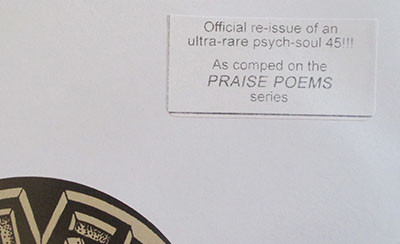 Official re-issue of an
ultra-rare psych-soul 45!!!
As comped on the
PRAISE POEMS
series